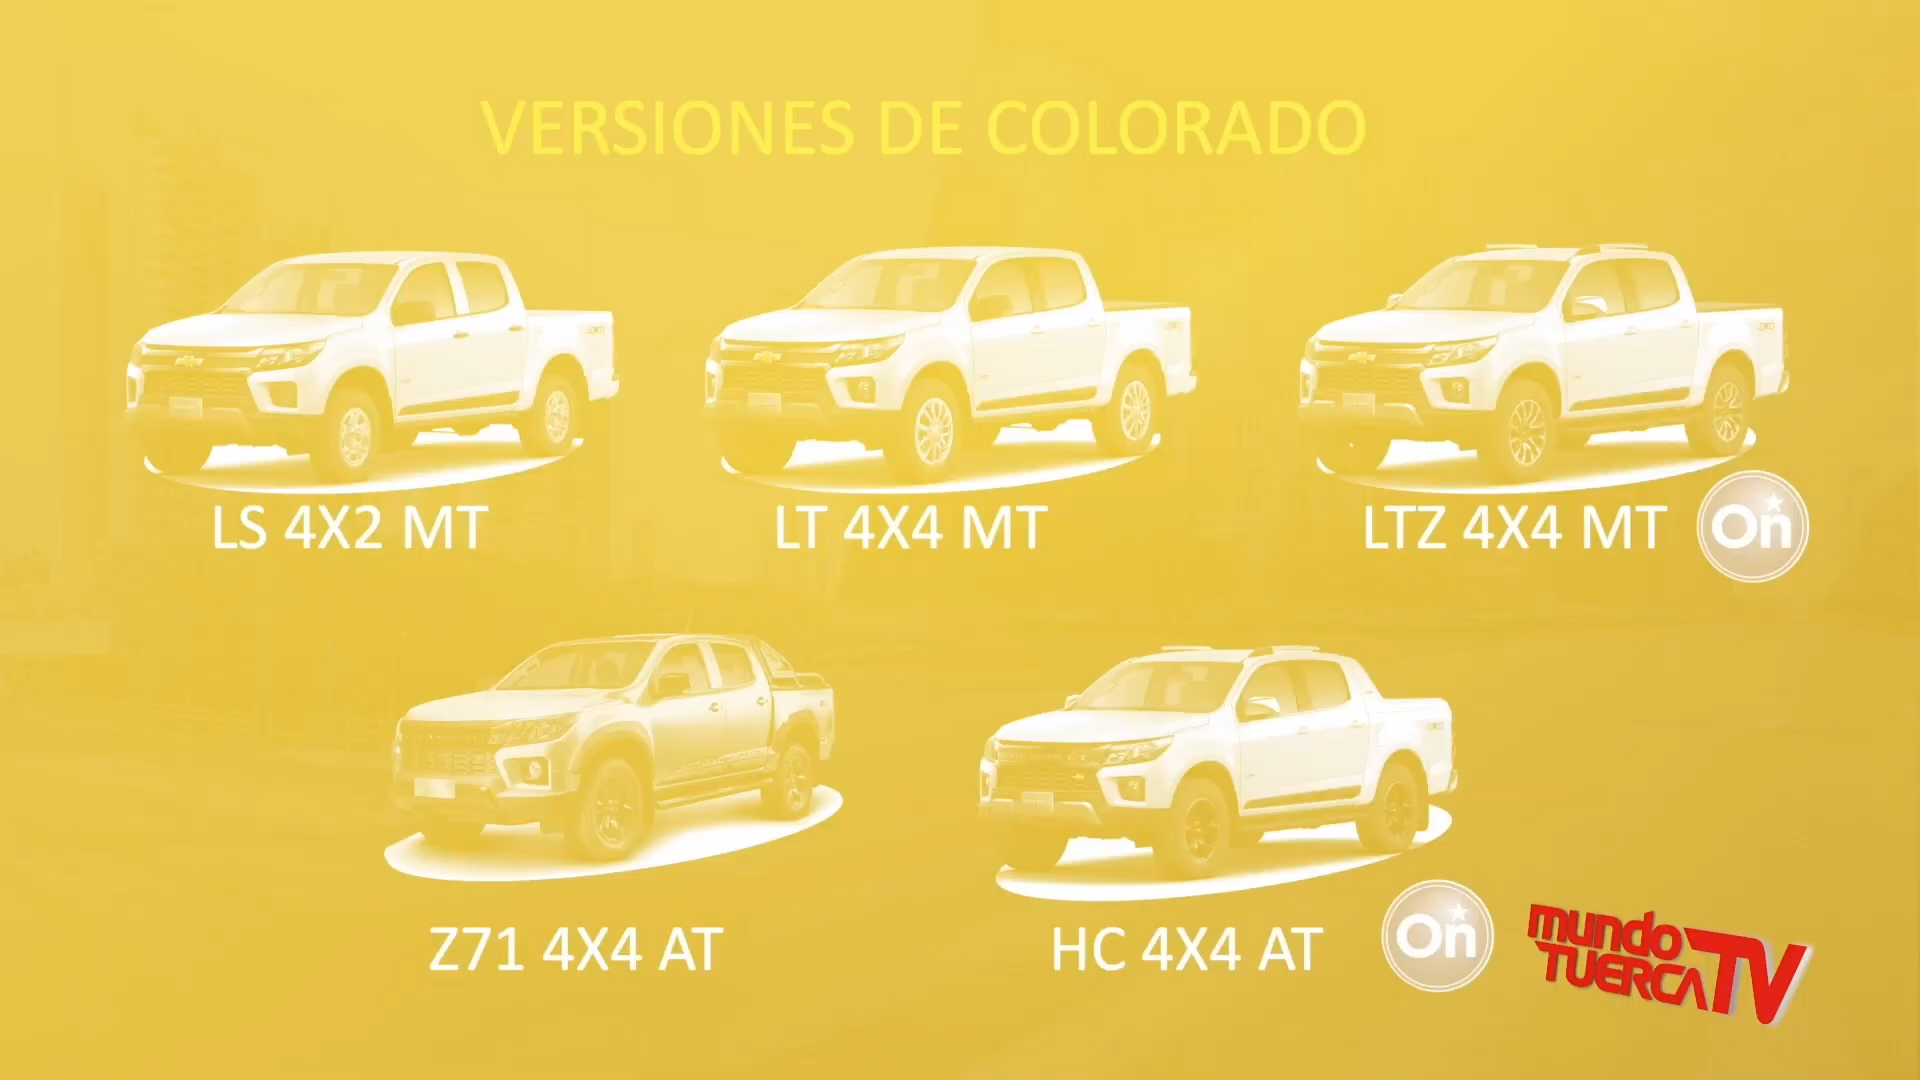 VERSIONES DE COLORADO
LS 4X2 MT
LT 4X4 MT
LTZ 4X4 MT
On
Z71 4X4 AT
HC 4X4 AT
On
mundo
TUERCA TV